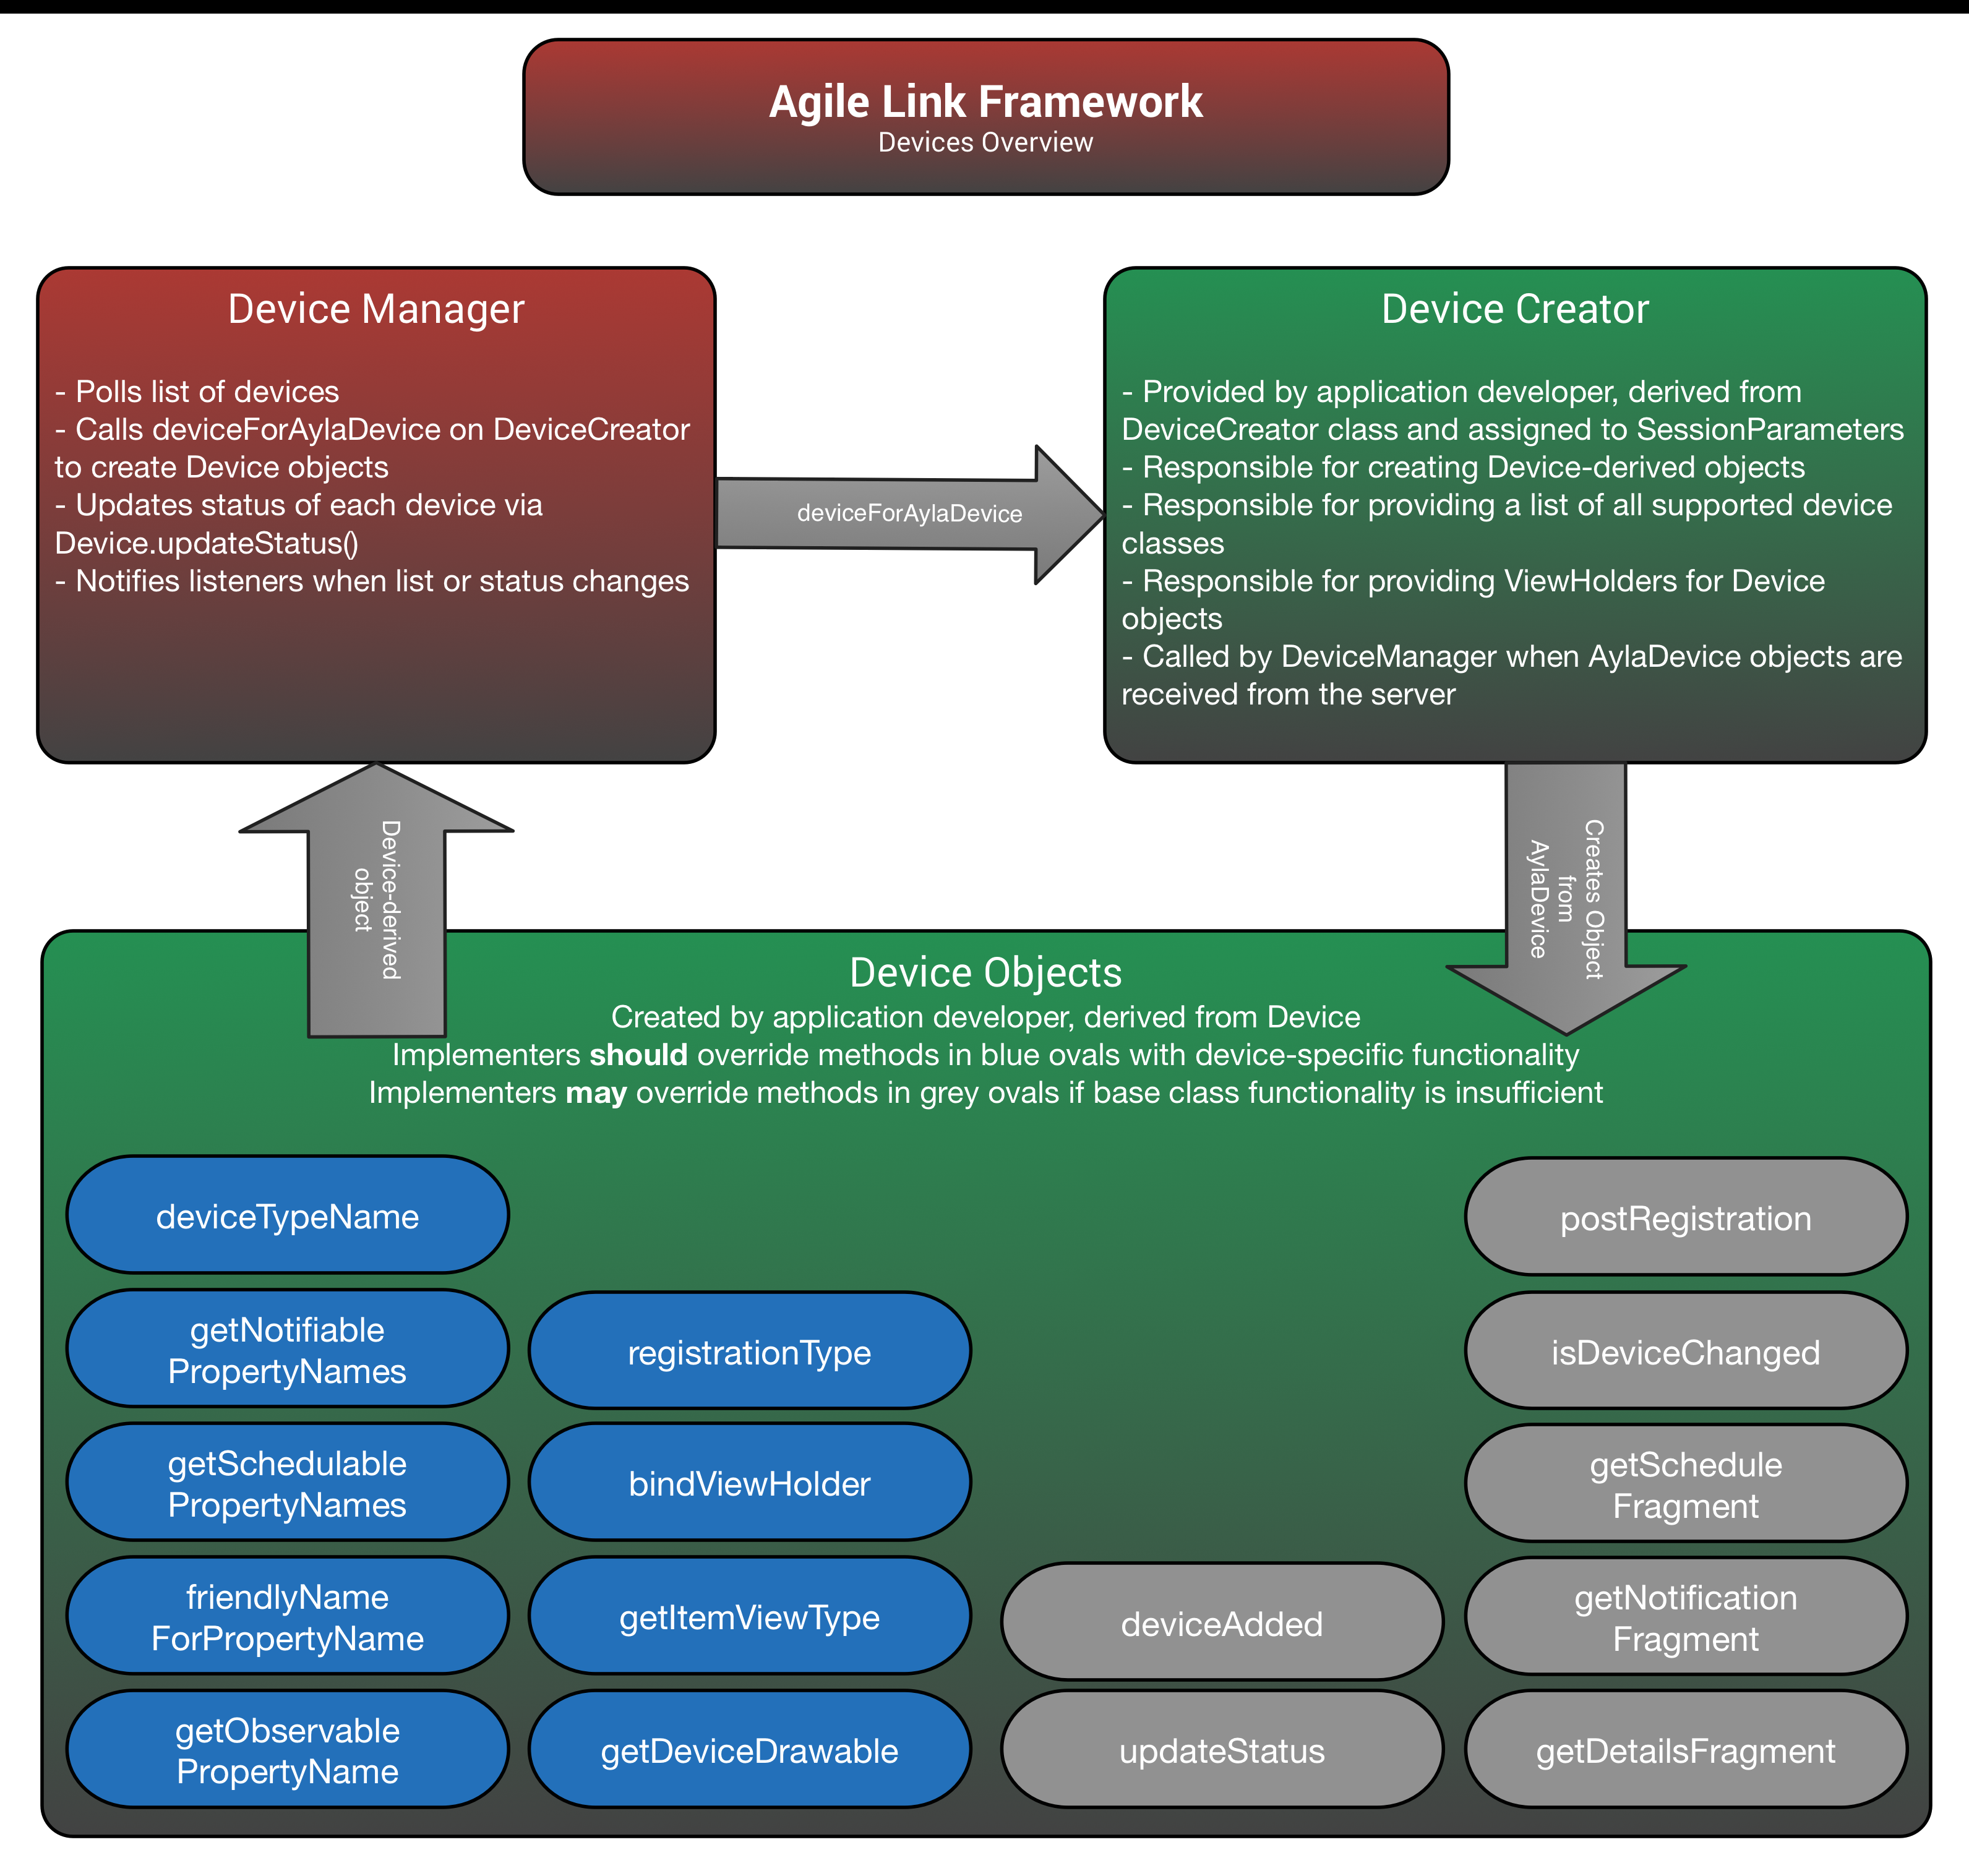 Agile Link Framework
Devices Overview
Device Manager
- Polls list of devices
- Calls deviceForAylaDevice on DeviceCreator
to create Device objects
- Updates status of each device via
Device.updateStatus()
- Notifies listeners when list or status changes
deviceForAylaDevice
Device Creator
- Provided by application developer, derived from
DeviceCreator class and assigned to SessionParameters
- Responsible for creating Device-derived objects
- Responsible for providing a list of all supported device
classes
- Responsible for providing ViewHolders for Device
objects
- Called by DeviceManager when AylaDevice objects are
received from the server
Device-derived
object
Creates Object
from
AylaDevice
Device Objects
Created by application developer, derived from Device
Implementers should override methods in blue ovals with device-specific functionality
Implementers may override methods in grey ovals if base class functionality is insufficient
deviceTypeName
getNotifiable
PropertyNames
getSchedulable
PropertyNames
friendlyName
ForPropertyName
getObservable
PropertyName
registrationType
bindViewHolder
getItemViewType
getDeviceDrawable
deviceAdded
updateStatus
postRegistration
isDeviceChanged
getSchedule
Fragment
getNotification
Fragment
getDetailsFragment